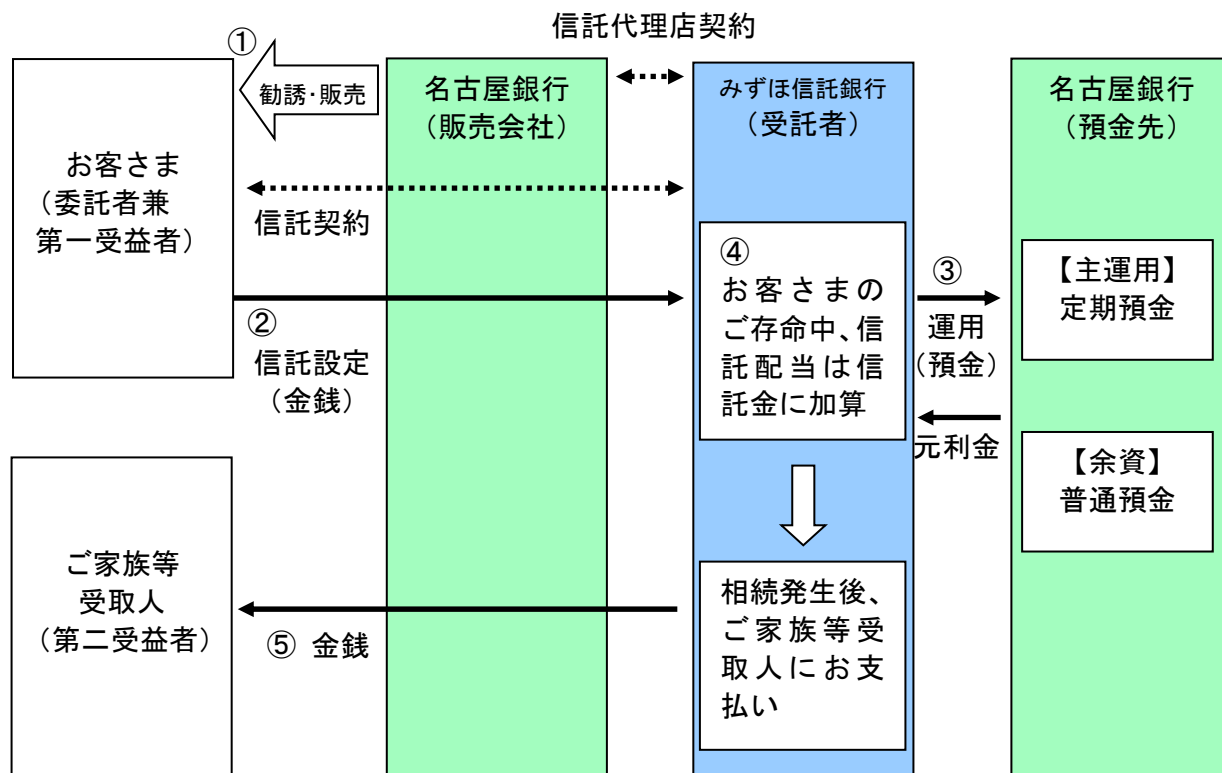 信託代理店契約
①
勧誘・販売
名古屋銀行
（販売会社）
みずほ信託銀行
（受託者）
名古屋銀行
（預金先）
お客さま
（委託者兼
第一受益者）
信託契約
②
信託設定
（金銭）
④
お客さまの
ご存命中、信
託配当は信
託金に加算
③
運用
（預金）
元利金
【主運用】
定期預金
【余資】
普通預金
ご家族等
受取人
（第二受益者）
⑤ 金銭
相続発生後、
ご家族等受
取人にお支
払い